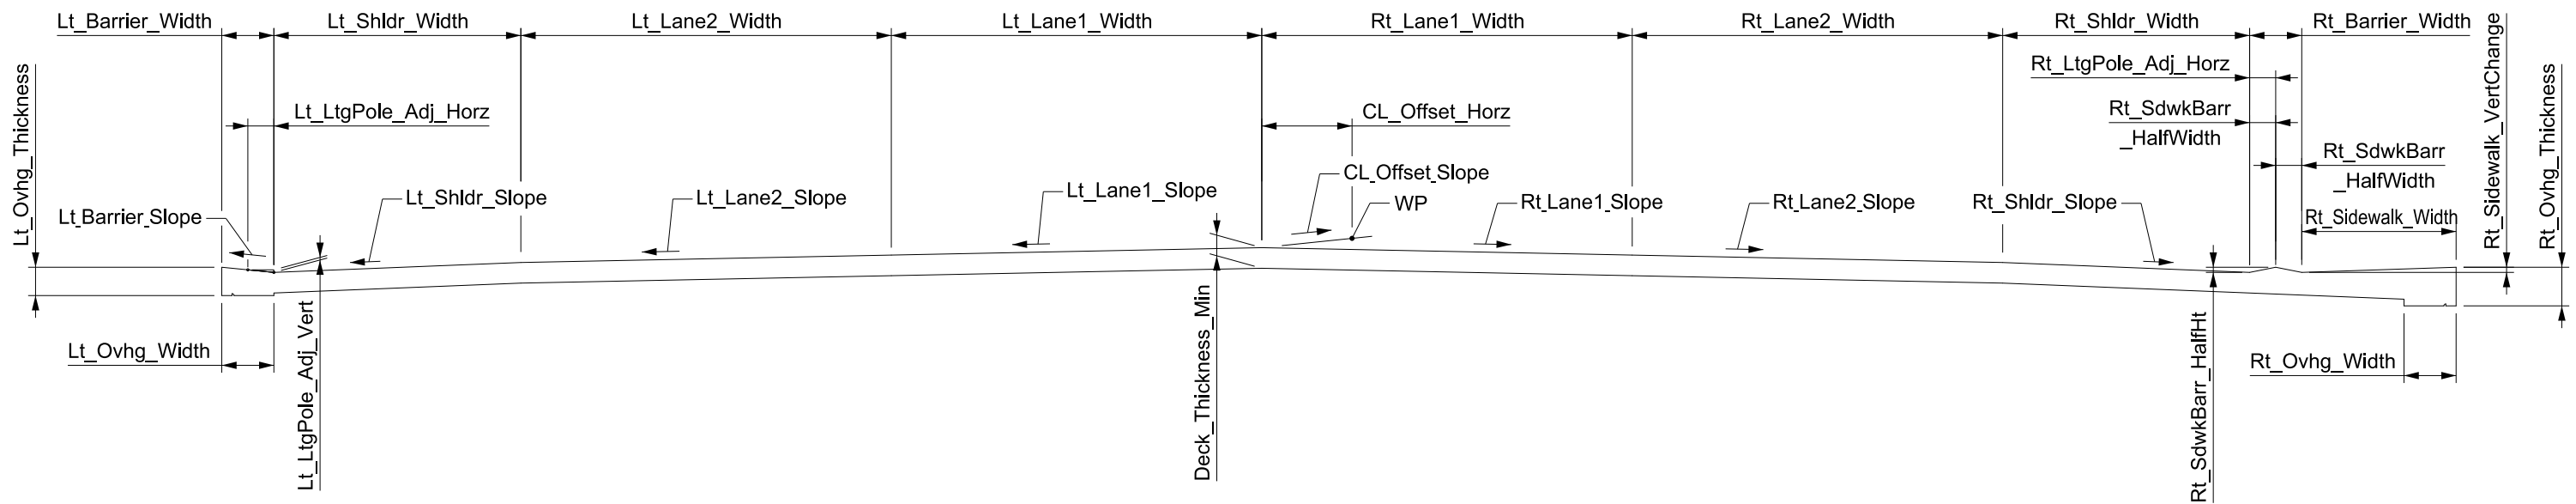 Lt_Barrier_Width
Lt_Shldr_Width
Lt_Lane2_Width
Lt_Lane1_Width
Rt_Lane1_Width
Rt_Lane2_Width
Rt_Shldr_Width
Rt_Barrier_Width
Rt_LtgPole_Adj_Horz
Lt_LtgPole_Adj_Horz
CL_Offset_Horz
Rt_SdwkBarr
_HalfWidth
Rt_SdwkBarr
_HalfWidth
Rt_Sidewalk_VertChange
Rt_Ovhg_Thickness
Lt_Ovhg_Thickness
Lt_Barrier_Slope
Lt_Shldr_Slope
Lt_Lane2_Slope
Lt_Lane1_Slope
CL_Offset_Slope
WP
Rt_Lane1_Slope
Rt_Lane2_Slope
Rt_Shldr_Slope
Rt_Sidewalk_Width
Lt_Ovhg_Width
Lt_LtgPole_Adj_Vert
Deck_Thickness_Min
Rt_SdwkBarr_HalfHt
Rt_Ovhg_Width